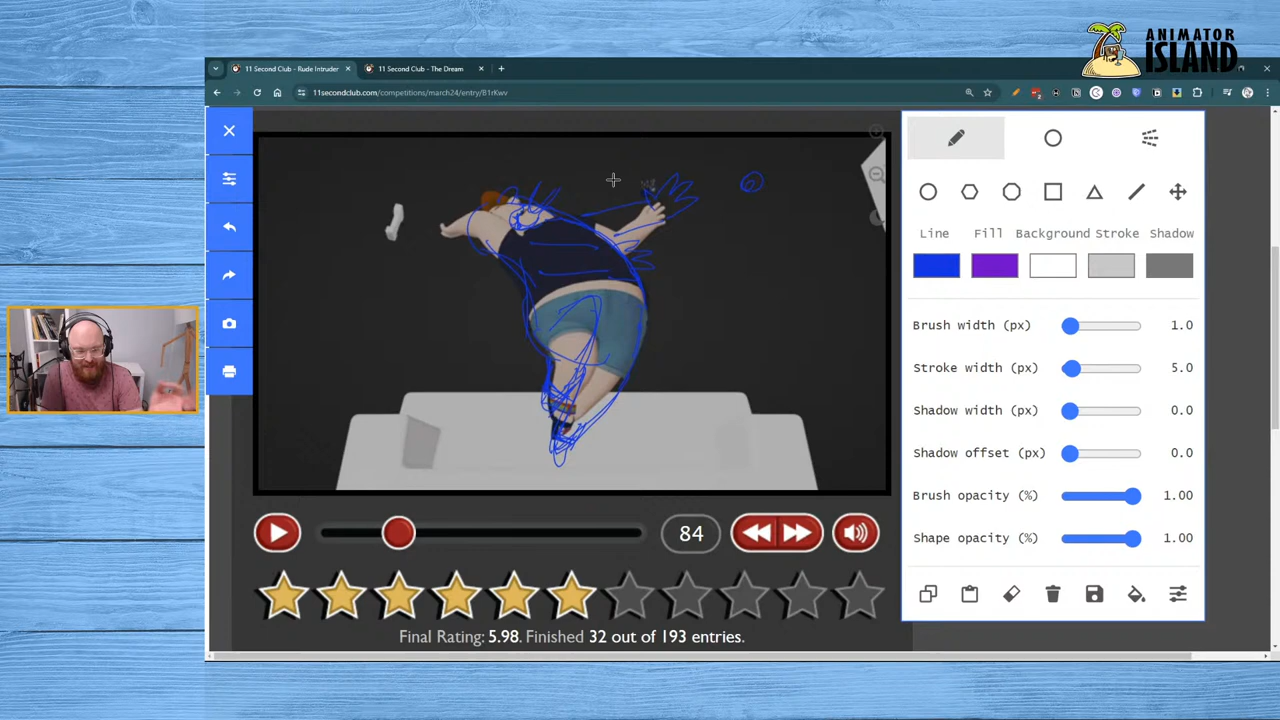 ANIMATOR
ISLAND
11 Second Club - Rude Intruder
11 Second Club - The Dream
11secondclub.com/competitions/march24/entry/B1rKwv
Line Fill Background Stroke Shadow
Brush width (px) 1.0
Stroke width (px) 5.0
Shadow width (px) 0.0
Shadow offset (px) 0.0
Brush opacity (%) 1.00
Shape opacity (%) 1.00
84
Final Rating: 5.98. Finished 32 out of 193 entries.